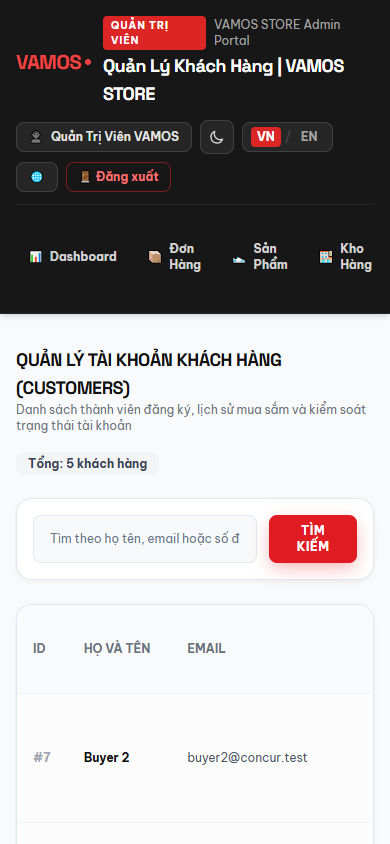 VAMOS
QUẢN TRỊ
VIÊN
VAMOS STORE Admin
Portal
Quản Lý Khách Hàng | VAMOS
STORE
Quản Trị Viên VAMOS
VN / EN
Đăng xuất
Dashboard
Đơn
Hàng
Sản
Phẩm
Kho
Hàng
QUẢN LÝ TÀI KHOẢN KHÁCH HÀNG
(CUSTOMERS)
Danh sách thành viên đăng ký, lịch sử mua sắm và kiểm soát
trạng thái tài khoản
Tổng: 5 khách hàng
Tìm theo họ tên, email hoặc số đ
TÌM
KIẾM
ID HỌ VÀ TÊN EMAIL
#7 Buyer 2 buyer2@concur.test